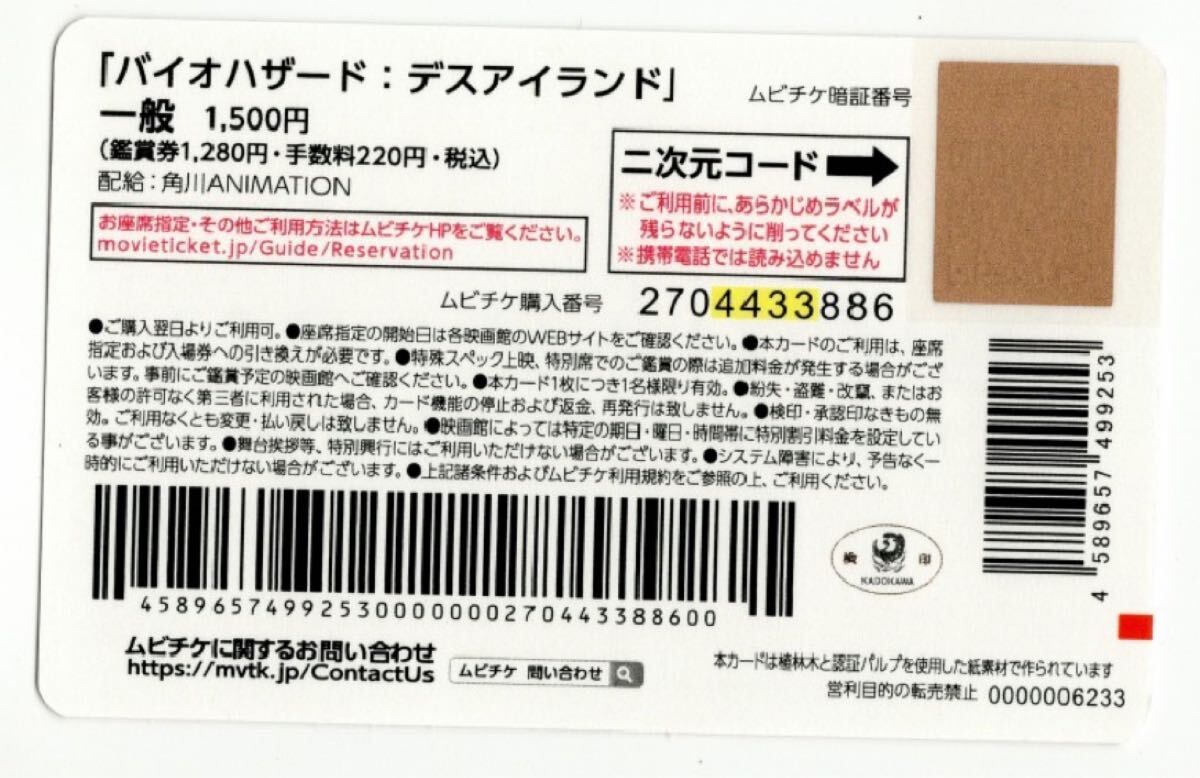 「バイオハザード：デスアイランド」
一般 1,500円
（鑑賞券1,280円・手数料220円・税込）
配給：角川ANIMATION
お座席指定・その他ご利用方法はムビチケHPをご覧ください。
movieticket.jp/Guide/Reservation
ムビチケ暗証番号
二次元コード
※ご利用前に、あらかじめラベルが
残らないように削ってください
※携帯電話では読み込めません
ムビチケ購入番号 2704433886
●ご購入翌日よりご利用可。●座席指定の開始日は各映画館のWEBサイトをご確認ください。●本カードのご利用は、座席
指定および入場券への引き換えが必要です。●特殊スペック上映、特別席でのご鑑賞の際は追加料金が発生する場合がござ
います。事前にご鑑賞予定の映画館へご確認ください。●本カード1枚につき1名様限り有効。●紛失・盗難・改竄、またはお
客様の許可なく第三者に利用された場合、カード機能の停止および返金、再発行は致しません。●検印・承認印なきもの無
効。ご利用なくとも変更・払い戻しは致しません。●映画館によっては特定の期日・曜日・時間帯に特別割引料金を設定してい
る事がございます。●舞台挨拶等、特別興行にはご利用いただけない場合がございます。●システム障害により、予告なく一
時的にご利用いただけない場合がございます。●上記諸条件およびムビチケ利用規約をご参照の上、ご利用ください。
4 589657 499253
45896574992530000000270443388600
検 印
KADOKAWA
ムビチケに関するお問い合わせ
https://mvtk.jp/ContactUs
ムビチケ 問い合わせ
本カードは植林木と認証パルプを使用した紙素材で作られています
営利目的の転売禁止 0000006233